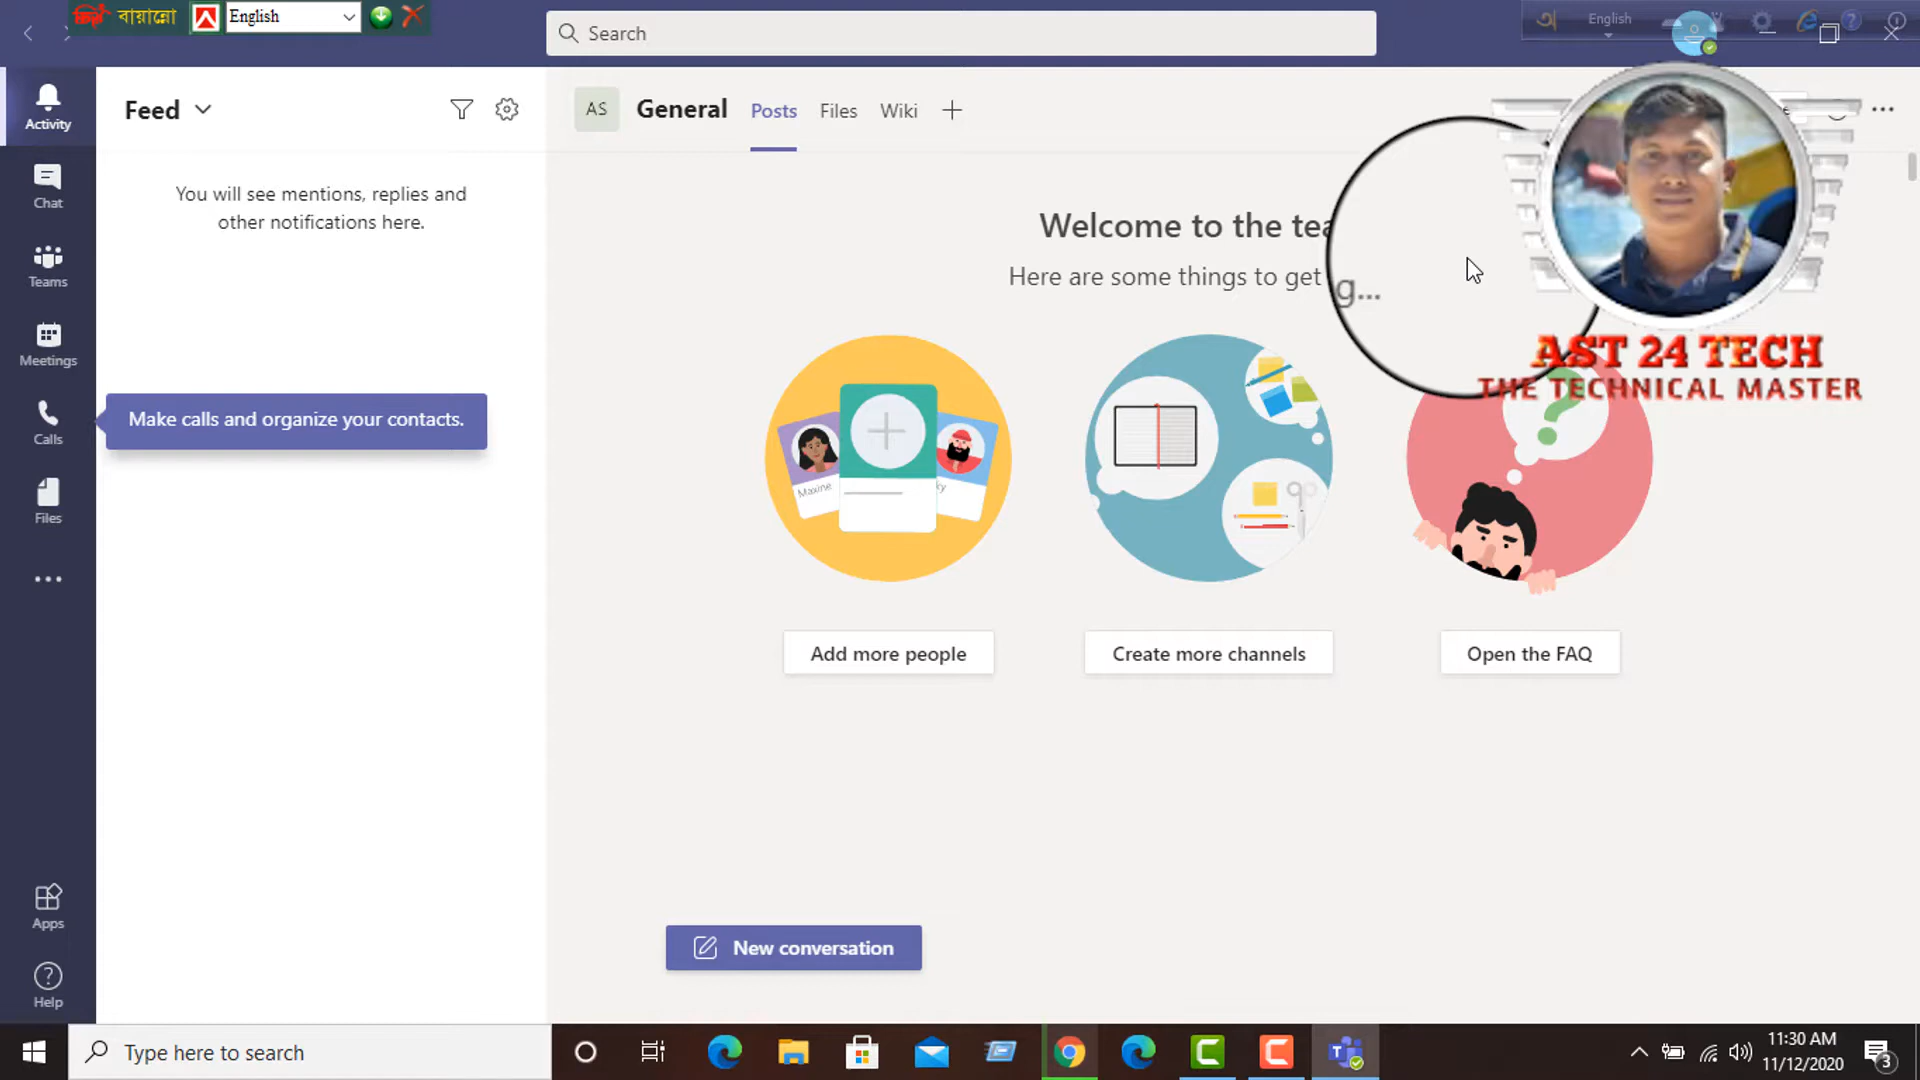 বায়ান্নো
English
Search
অ
English
Activity
Chat
Teams
Meetings
Calls
Files
Apps
Help
Feed
You will see mentions, replies and
other notifications here.
Make calls and organize your contacts.
AS
General
Posts
Files
Wiki
Welcome to the tea
Here are some things to get
g...
AST 24 TECH
THE TECHNICAL MASTER
Maxine
ky
Add more people
Create more channels
Open the FAQ
New conversation
Type here to search
11:30 AM
11/12/2020
3